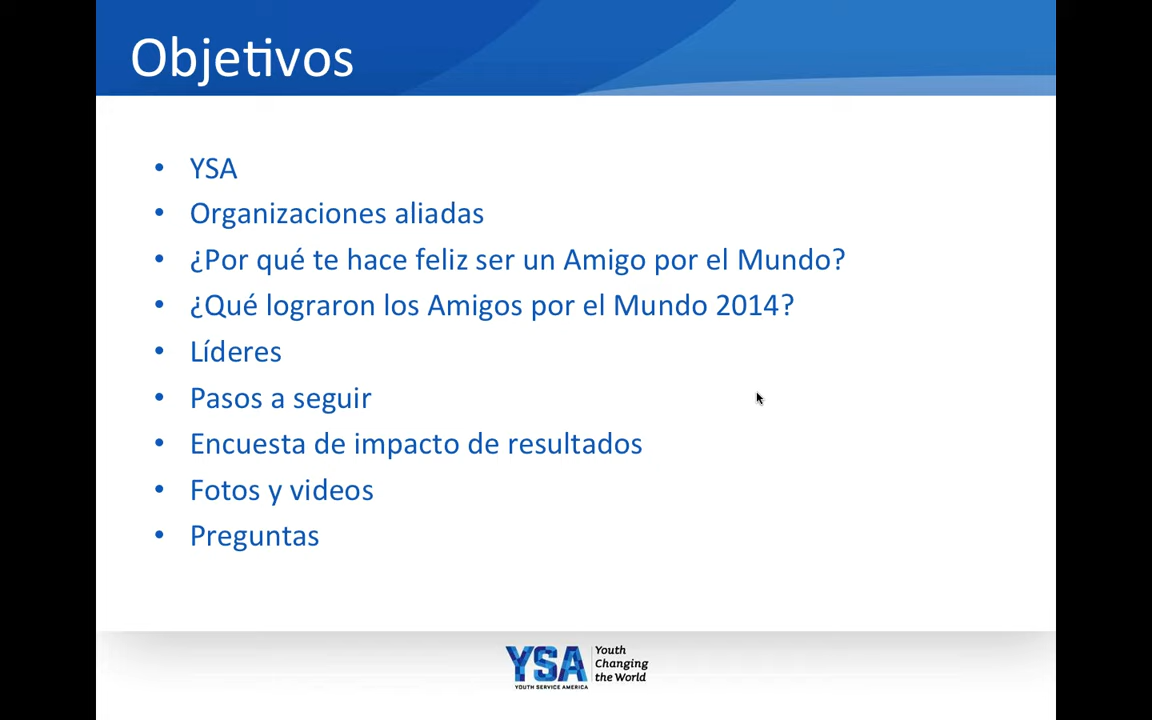 Objetivos
• YSA
• Organizaciones aliadas
• ¿Por qué te hace feliz ser un Amigo por el Mundo?
• ¿Qué lograron los Amigos por el Mundo 2014?
• Líderes
• Pasos a seguir
• Encuesta de impacto de resultados
• Fotos y videos
• Preguntas
YSA
YOUTH SERVICE AMERICA
Youth
Changing
the World